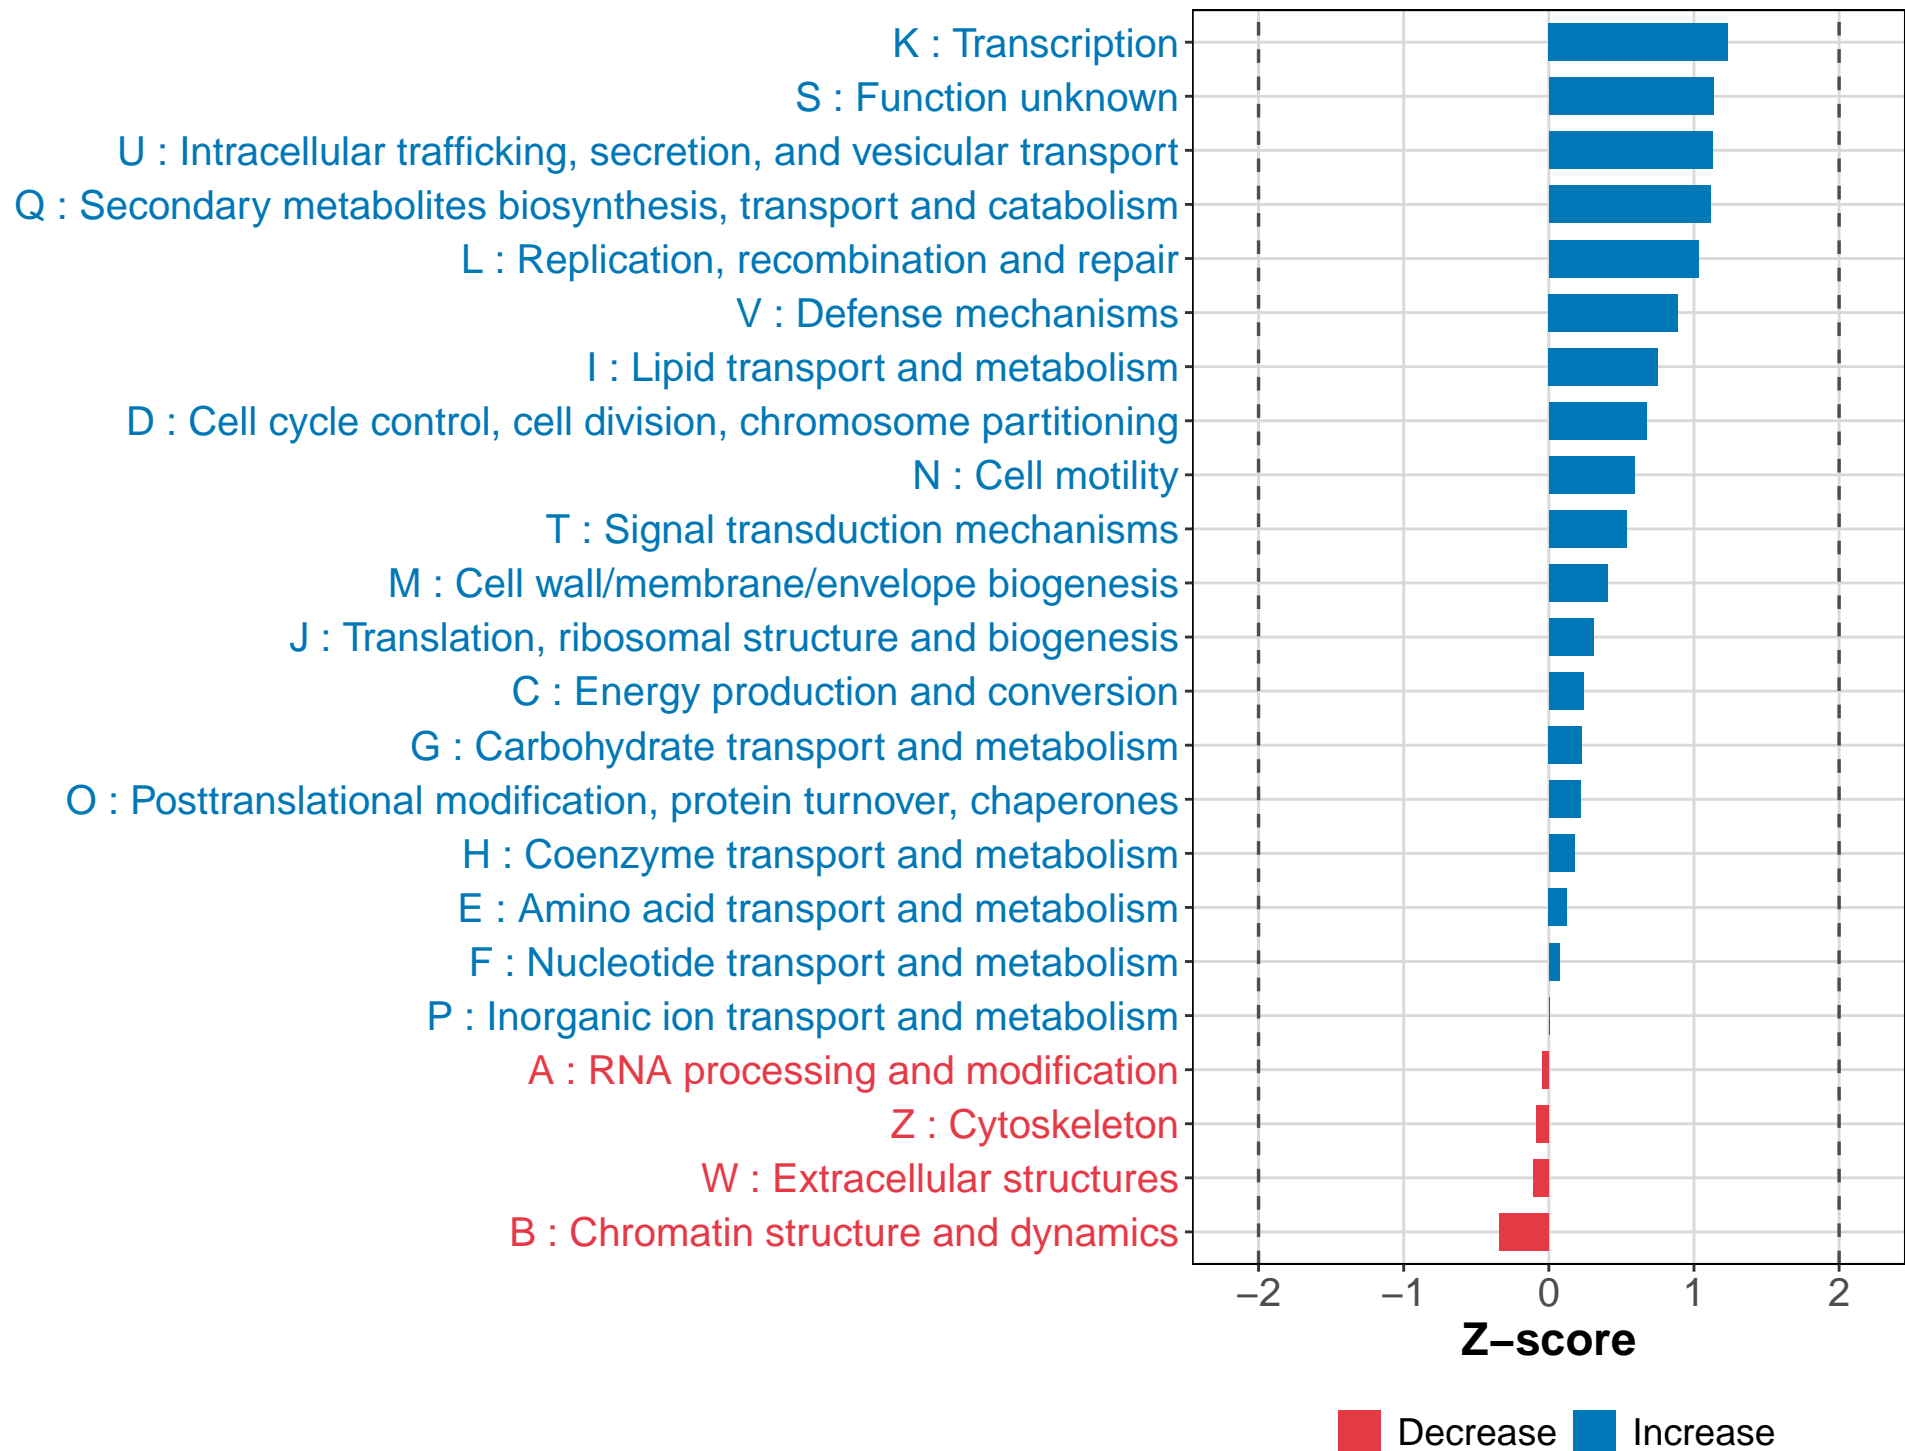 K : Transcription
S : Function unknown
U : Intracellular trafficking, secretion, and vesicular transport
Q : Secondary metabolites biosynthesis, transport and catabolism
L : Replication, recombination and repair
V : Defense mechanisms
I : Lipid transport and metabolism
D : Cell cycle control, cell division, chromosome partitioning
N : Cell motility
T : Signal transduction mechanisms
M : Cell wall/membrane/envelope biogenesis
J : Translation, ribosomal structure and biogenesis
C : Energy production and conversion
G : Carbohydrate transport and metabolism
O : Posttranslational modification, protein turnover, chaperones
H : Coenzyme transport and metabolism
E : Amino acid transport and metabolism
F : Nucleotide transport and metabolism
P : Inorganic ion transport and metabolism
A : RNA processing and modification
Z : Cytoskeleton
W : Extracellular structures
B : Chromatin structure and dynamics
−2 −1 0 1 2
Z−score
Decrease Increase